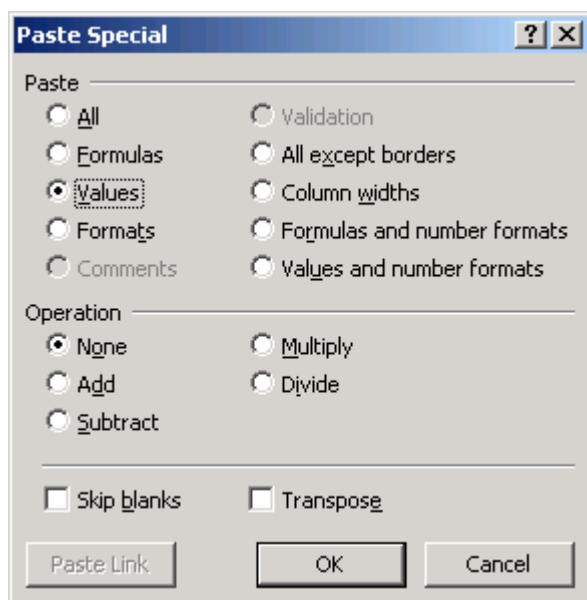 Paste Special
Paste
All Validation
Formulas All except borders
Values Column widths
Formats Formulas and number formats
Comments Values and number formats
Operation
None Multiply
Add Divide
Subtract
Skip blanks Transpose
Paste Link OK Cancel